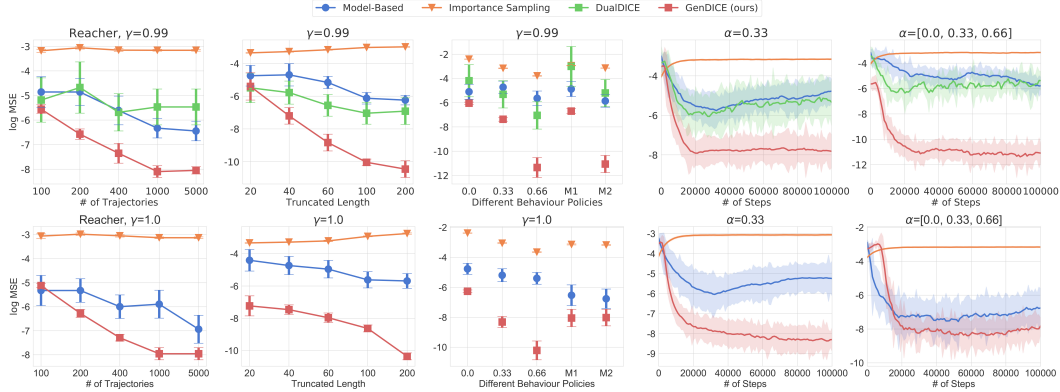 Model-Based Importance Sampling DualDICE GenDICE (ours)
Reacher, γ=0.99
γ=0.99
γ=0.99
α=0.33
α=[0.0, 0.33, 0.66]
log MSE
-3
-4
-5
-6
-7
-8
100 200 400 1000 5000
# of Trajectories
-4
-6
-8
-10
20 40 60 100 200
Truncated Length
-2
-4
-6
-8
-10
-12
0.0 0.33 0.66 M1 M2
Different Behaviour Policies
-4
-6
-8
0 20000 40000 60000 80000 100000
# of Steps
-2
-4
-6
-8
-10
-12
0 20000 40000 60000 80000 100000
# of Steps
Reacher, γ=1.0
γ=1.0
γ=1.0
α=0.33
α=[0.0, 0.33, 0.66]
log MSE
-3
-4
-5
-6
-7
-8
100 200 400 1000 5000
# of Trajectories
-4
-6
-8
-10
20 40 60 100 200
Truncated Length
-2
-4
-6
-8
-10
0.0 0.33 0.66 M1 M2
Different Behaviour Policies
-3
-4
-5
-6
-7
-8
-9
0 20000 40000 60000 80000 100000
# of Steps
-2
-4
-6
-8
-10
0 20000 40000 60000 80000 100000
# of Steps